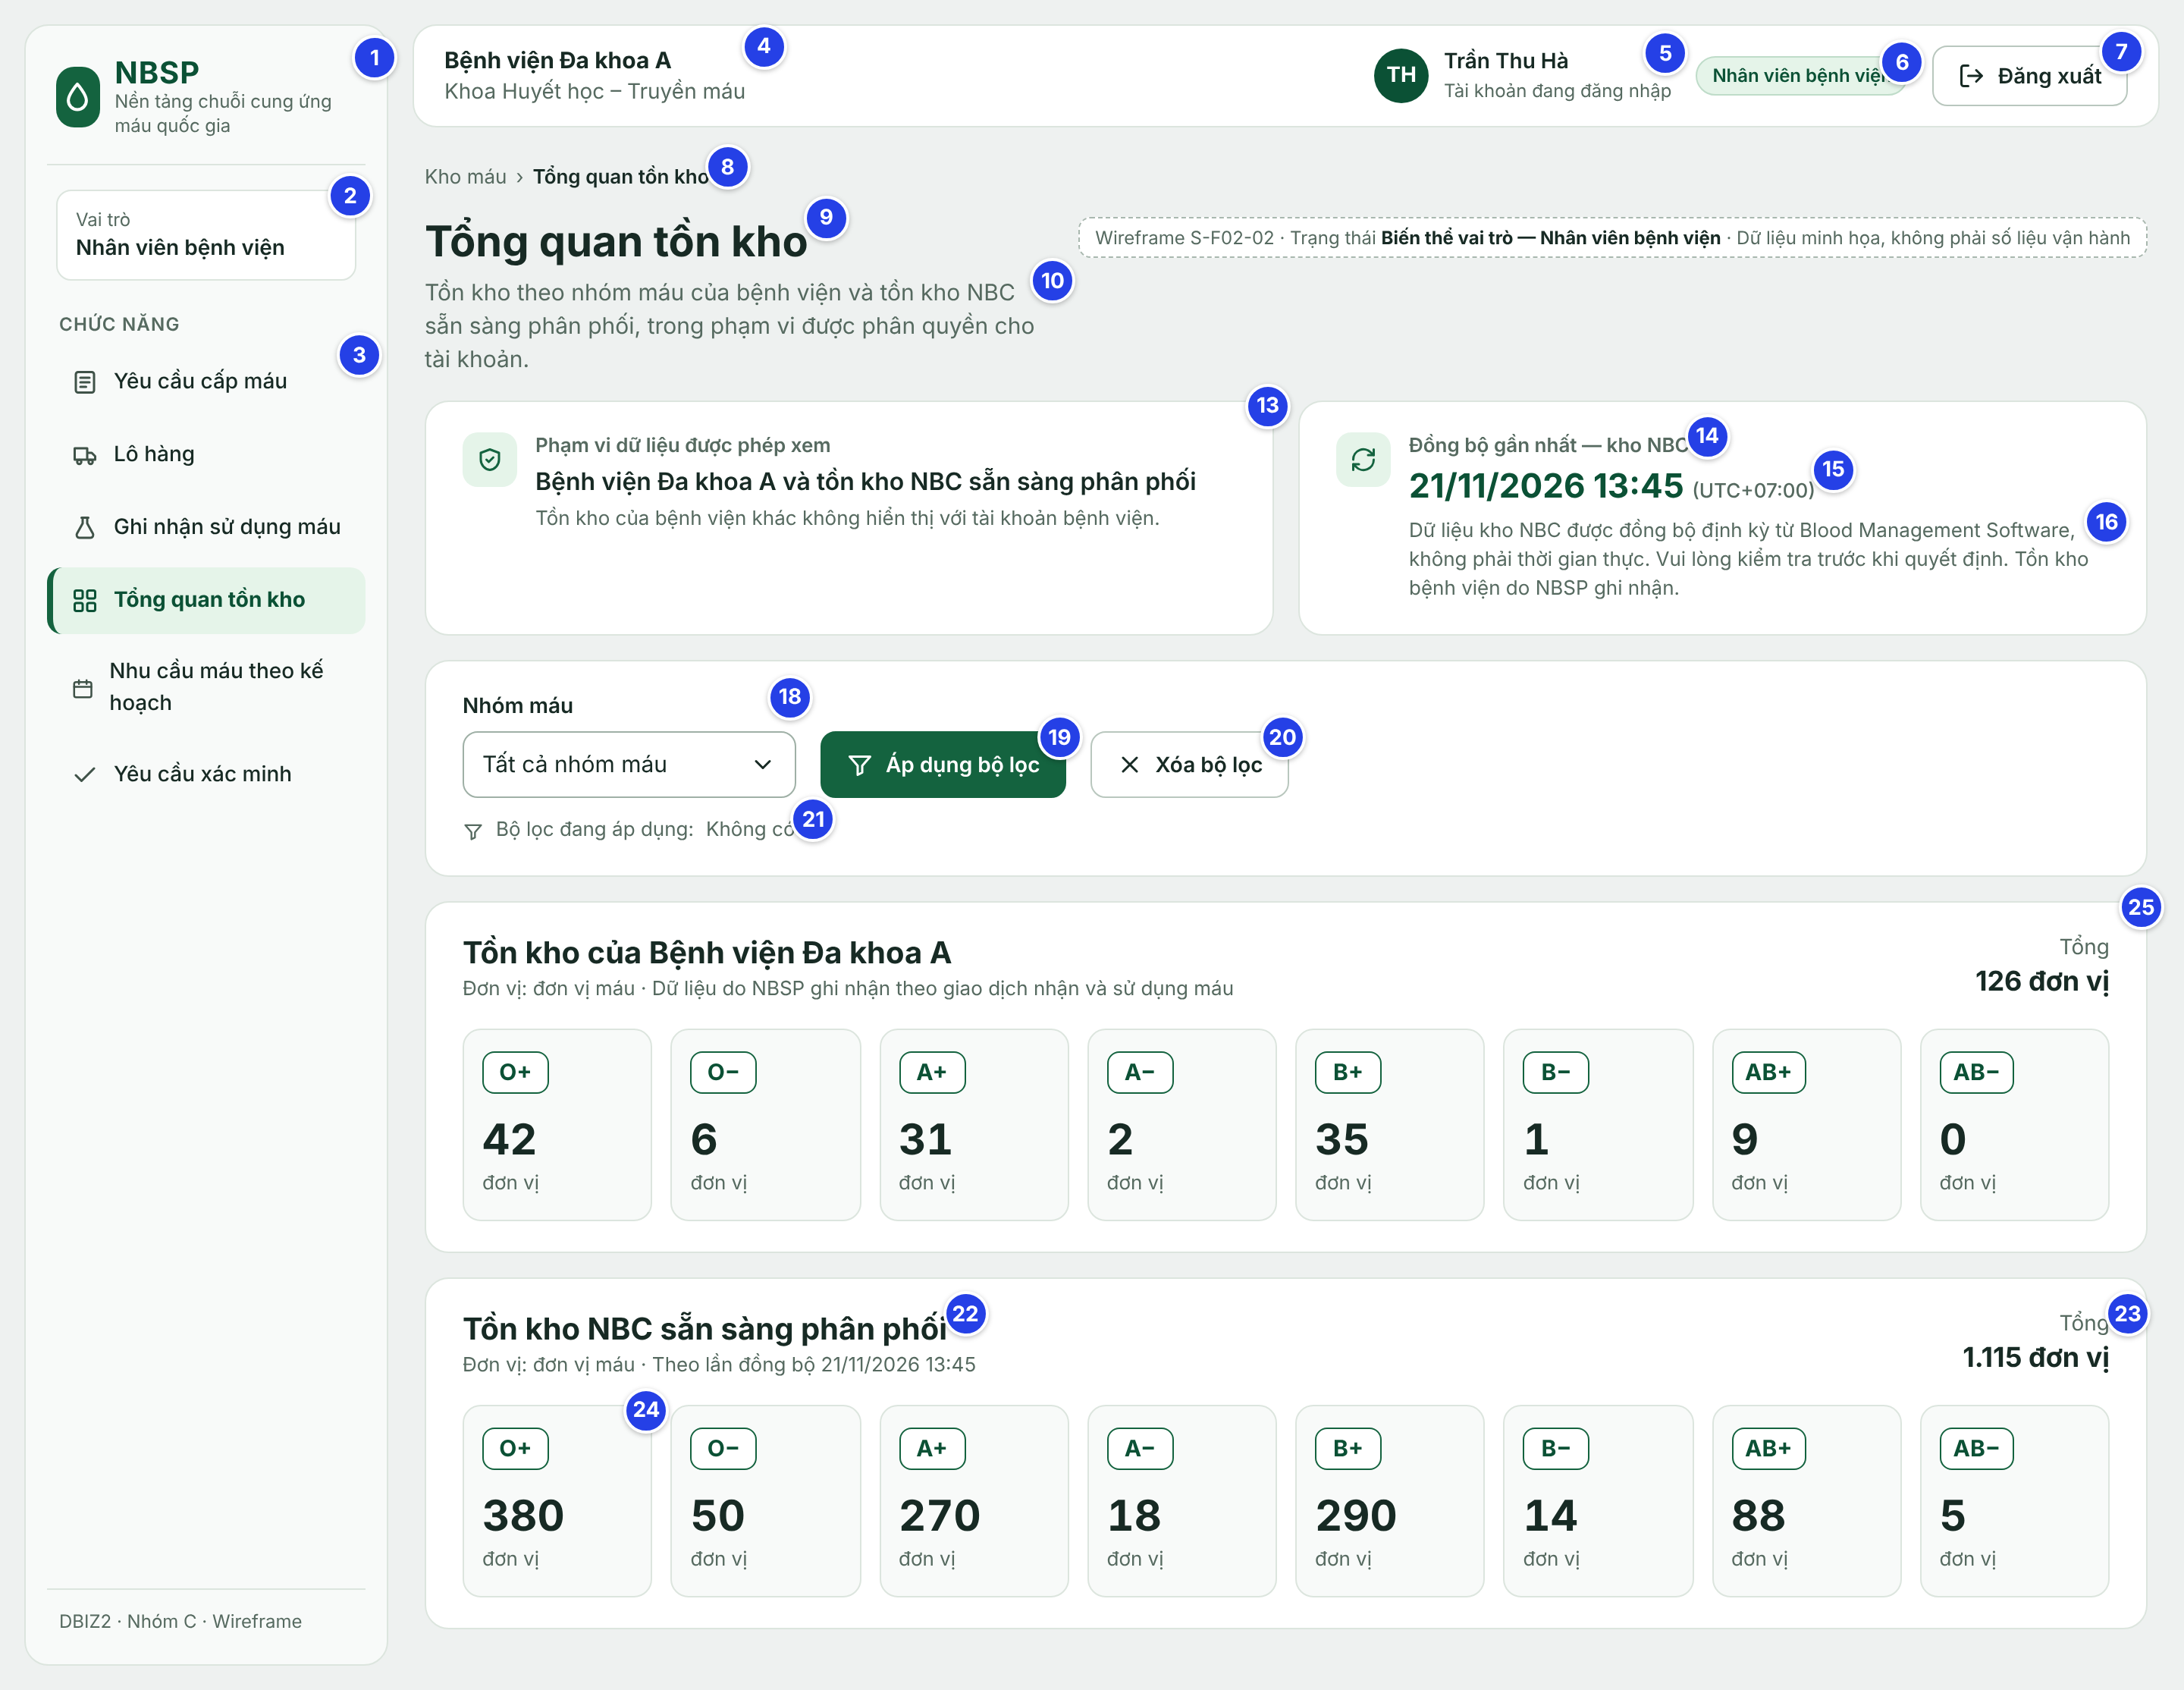 NBSP
Nền tảng chuỗi cung ứng
máu quốc gia
1
Vai trò
Nhân viên bệnh viện
2
CHỨC NĂNG
3
Yêu cầu cấp máu
Lô hàng
Ghi nhận sử dụng máu
Tổng quan tồn kho
Nhu cầu máu theo kế
hoạch
Yêu cầu xác minh
DBIZ2 · Nhóm C · Wireframe
Bệnh viện Đa khoa A
Khoa Huyết học – Truyền máu
4
TH
Trần Thu Hà
Tài khoản đang đăng nhập
5
Nhân viên bệnh viện
6
Đăng xuất
7
Kho máu › Tổng quan tồn kho
8
Tổng quan tồn kho
9
Wireframe S-F02-02 · Trạng thái Biến thể vai trò — Nhân viên bệnh viện · Dữ liệu minh họa, không phải số liệu vận hành
Tồn kho theo nhóm máu của bệnh viện và tồn kho NBC
sẵn sàng phân phối, trong phạm vi được phân quyền cho
tài khoản.
10
Phạm vi dữ liệu được phép xem
Bệnh viện Đa khoa A và tồn kho NBC sẵn sàng phân phối
Tồn kho của bệnh viện khác không hiển thị với tài khoản bệnh viện.
13
Đồng bộ gần nhất — kho NBC
14
21/11/2026 13:45 (UTC+07:00)
15
Dữ liệu kho NBC được đồng bộ định kỳ từ Blood Management Software,
không phải thời gian thực. Vui lòng kiểm tra trước khi quyết định. Tồn kho
bệnh viện do NBSP ghi nhận.
16
Nhóm máu
18
Tất cả nhóm máu
Áp dụng bộ lọc
19
Xóa bộ lọc
20
Bộ lọc đang áp dụng: Không có
21
25
Tồn kho của Bệnh viện Đa khoa A
Đơn vị: đơn vị máu · Dữ liệu do NBSP ghi nhận theo giao dịch nhận và sử dụng máu
Tổng
126 đơn vị
O+
42
đơn vị
O−
6
đơn vị
A+
31
đơn vị
A−
2
đơn vị
B+
35
đơn vị
B−
1
đơn vị
AB+
9
đơn vị
AB−
0
đơn vị
Tồn kho NBC sẵn sàng phân phối
22
Đơn vị: đơn vị máu · Theo lần đồng bộ 21/11/2026 13:45
Tổng
23
1.115 đơn vị
24
O+
380
đơn vị
O−
50
đơn vị
A+
270
đơn vị
A−
18
đơn vị
B+
290
đơn vị
B−
14
đơn vị
AB+
88
đơn vị
AB−
5
đơn vị